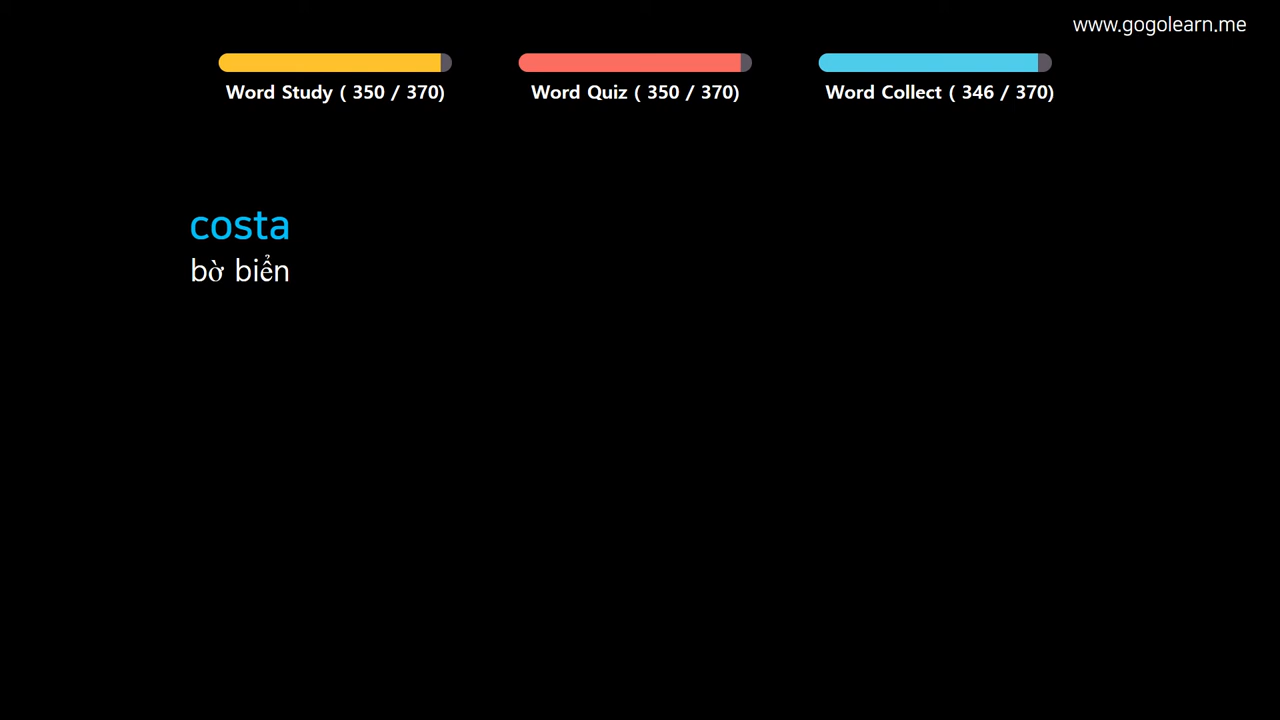 www.gogolearn.me
Word Study ( 350 / 370)
Word Quiz ( 350 / 370)
Word Collect ( 346 / 370)
costa
bờ biển